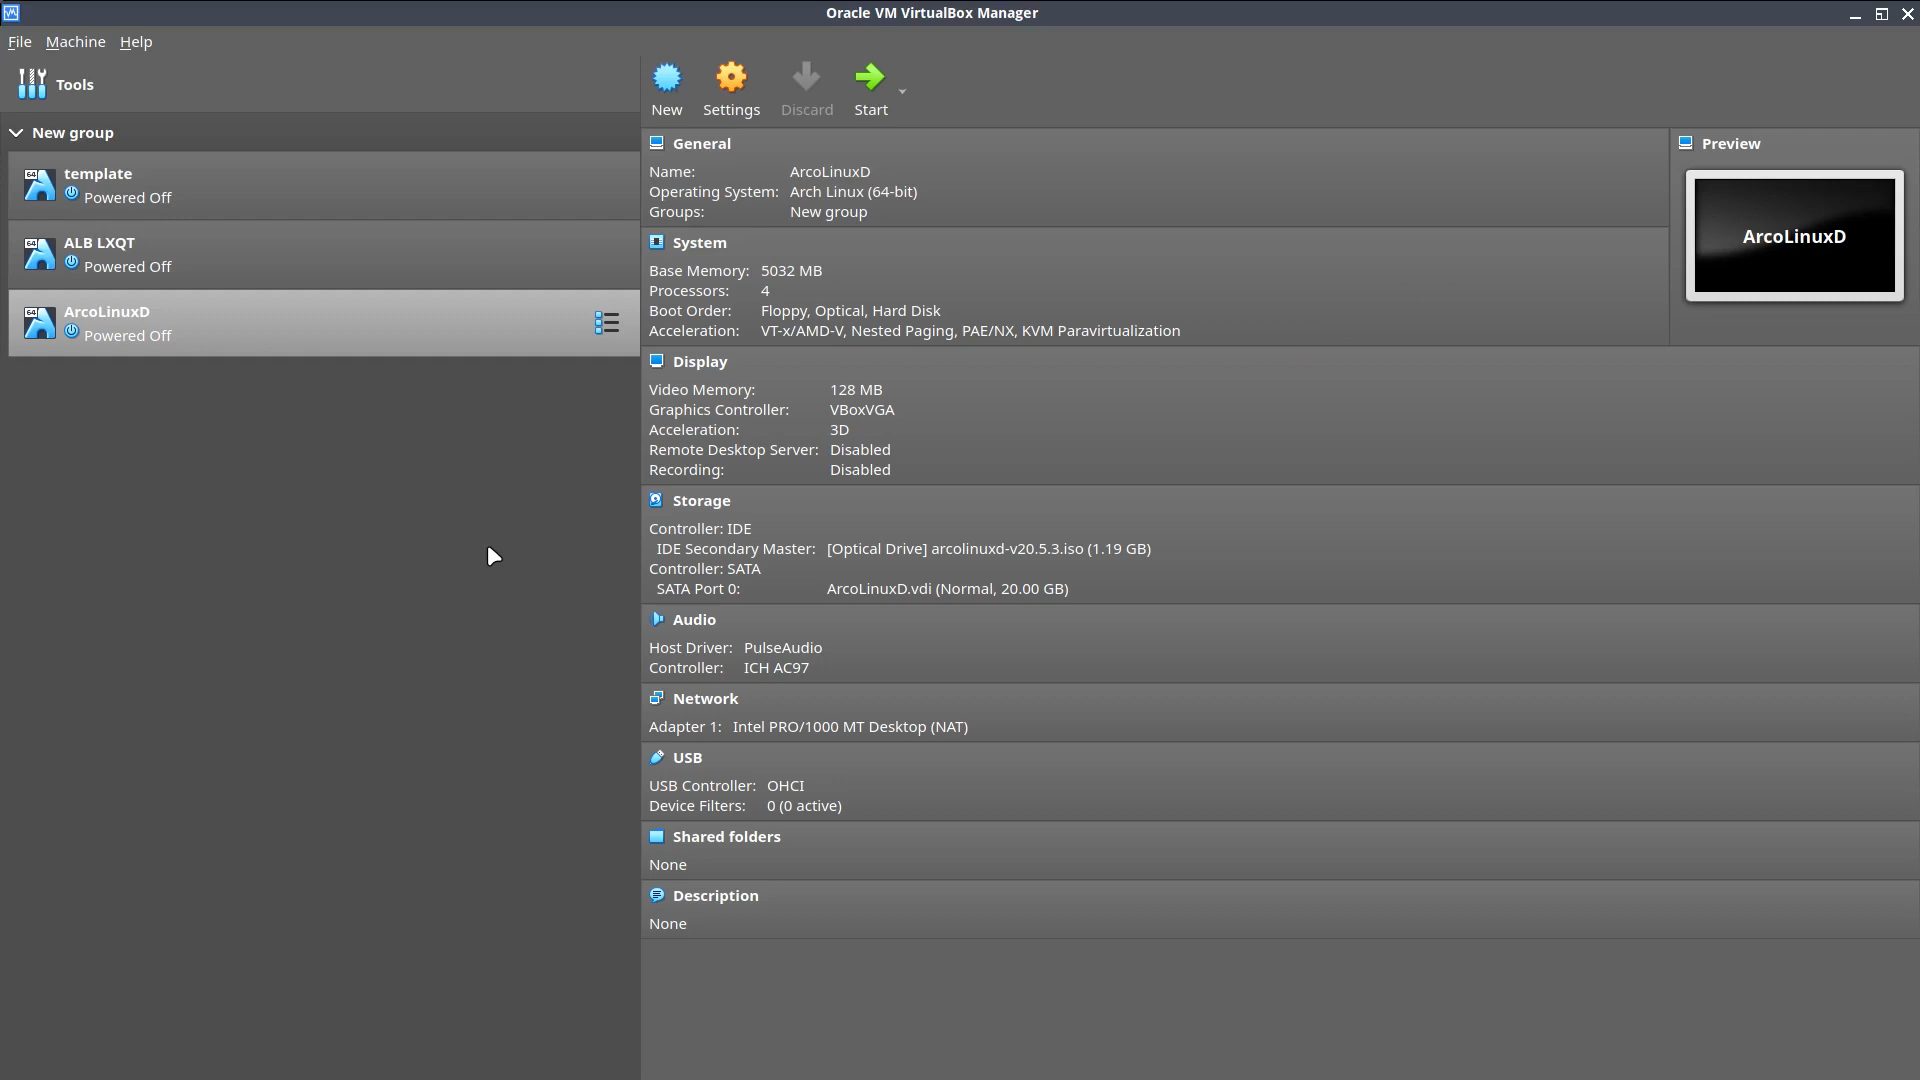 Oracle VM VirtualBox Manager
File Machine Help
Tools
New Settings Discard Start
New group
64 template
Powered Off
64 ALB LXQT
Powered Off
64 ArcoLinuxD
Powered Off
General
Name: ArcoLinuxD
Operating System: Arch Linux (64-bit)
Groups: New group
Preview
ArcoLinuxD
System
Base Memory: 5032 MB
Processors: 4
Boot Order: Floppy, Optical, Hard Disk
Acceleration: VT-x/AMD-V, Nested Paging, PAE/NX, KVM Paravirtualization
Display
Video Memory: 128 MB
Graphics Controller: VBoxVGA
Acceleration: 3D
Remote Desktop Server: Disabled
Recording: Disabled
Storage
Controller: IDE
IDE Secondary Master: [Optical Drive] arcolinuxd-v20.5.3.iso (1.19 GB)
Controller: SATA
SATA Port 0: ArcoLinuxD.vdi (Normal, 20.00 GB)
Audio
Host Driver: PulseAudio
Controller: ICH AC97
Network
Adapter 1: Intel PRO/1000 MT Desktop (NAT)
USB
USB Controller: OHCI
Device Filters: 0 (0 active)
Shared folders
None
Description
None